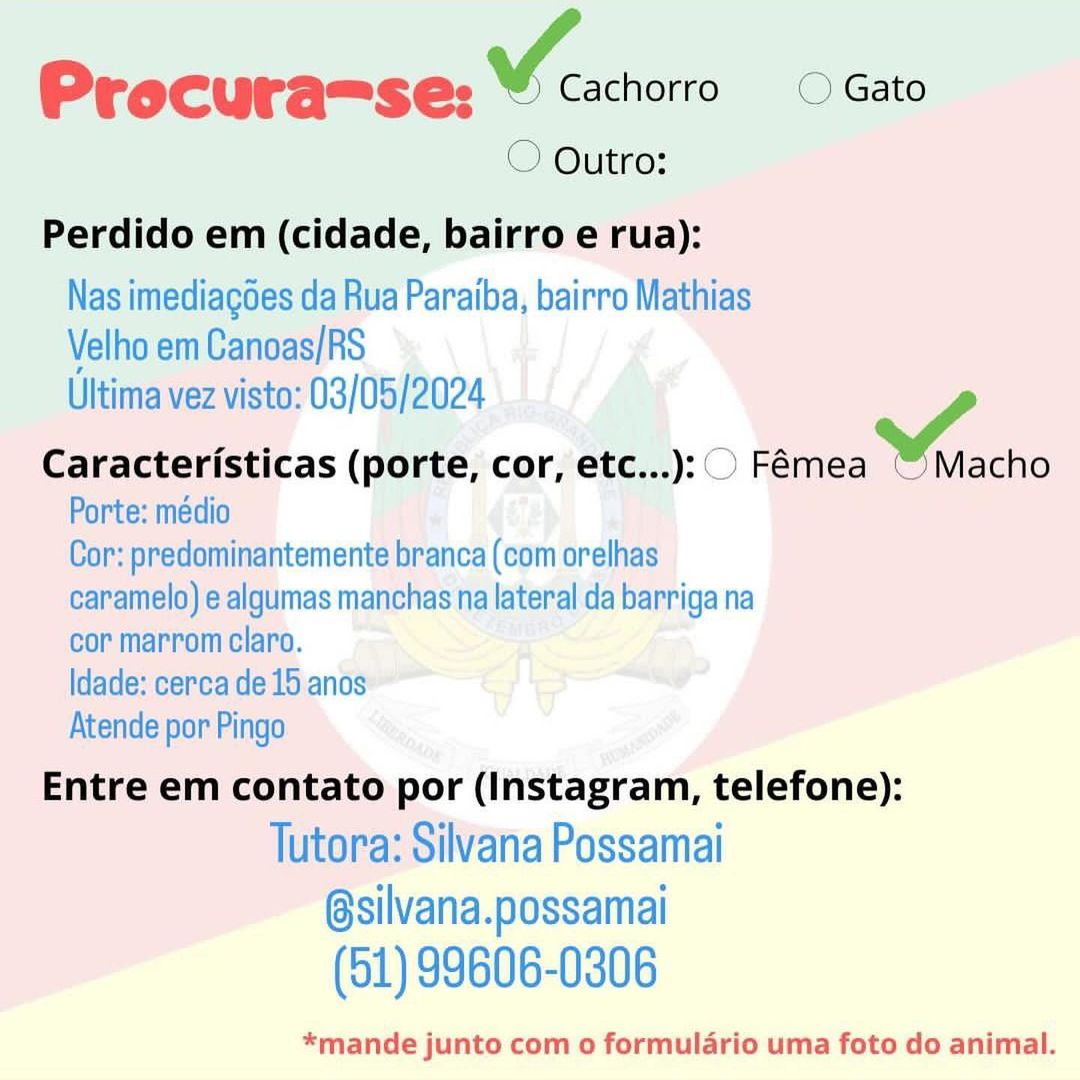 Procura-se: Cachorro Gato
Outro:
Perdido em (cidade, bairro e rua):
Nas imediações da Rua Paraíba, bairro Mathias
Velho em Canoas/RS
Última vez visto: 03/05/2024
Características (porte, cor, etc...): Fêmea Macho
Porte: médio
Cor: predominantemente branca (com orelhas
caramelo) e algumas manchas na lateral da barriga na
cor marrom claro.
Idade: cerca de 15 anos
Atende por Pingo
LIBERDADE IGUALDADE HUMANIDADE
Entre em contato por (Instagram, telefone):
Tutora: Silvana Possamai
@silvana.possamai
(51) 99606-0306
*mande junto com o formulário uma foto do animal.